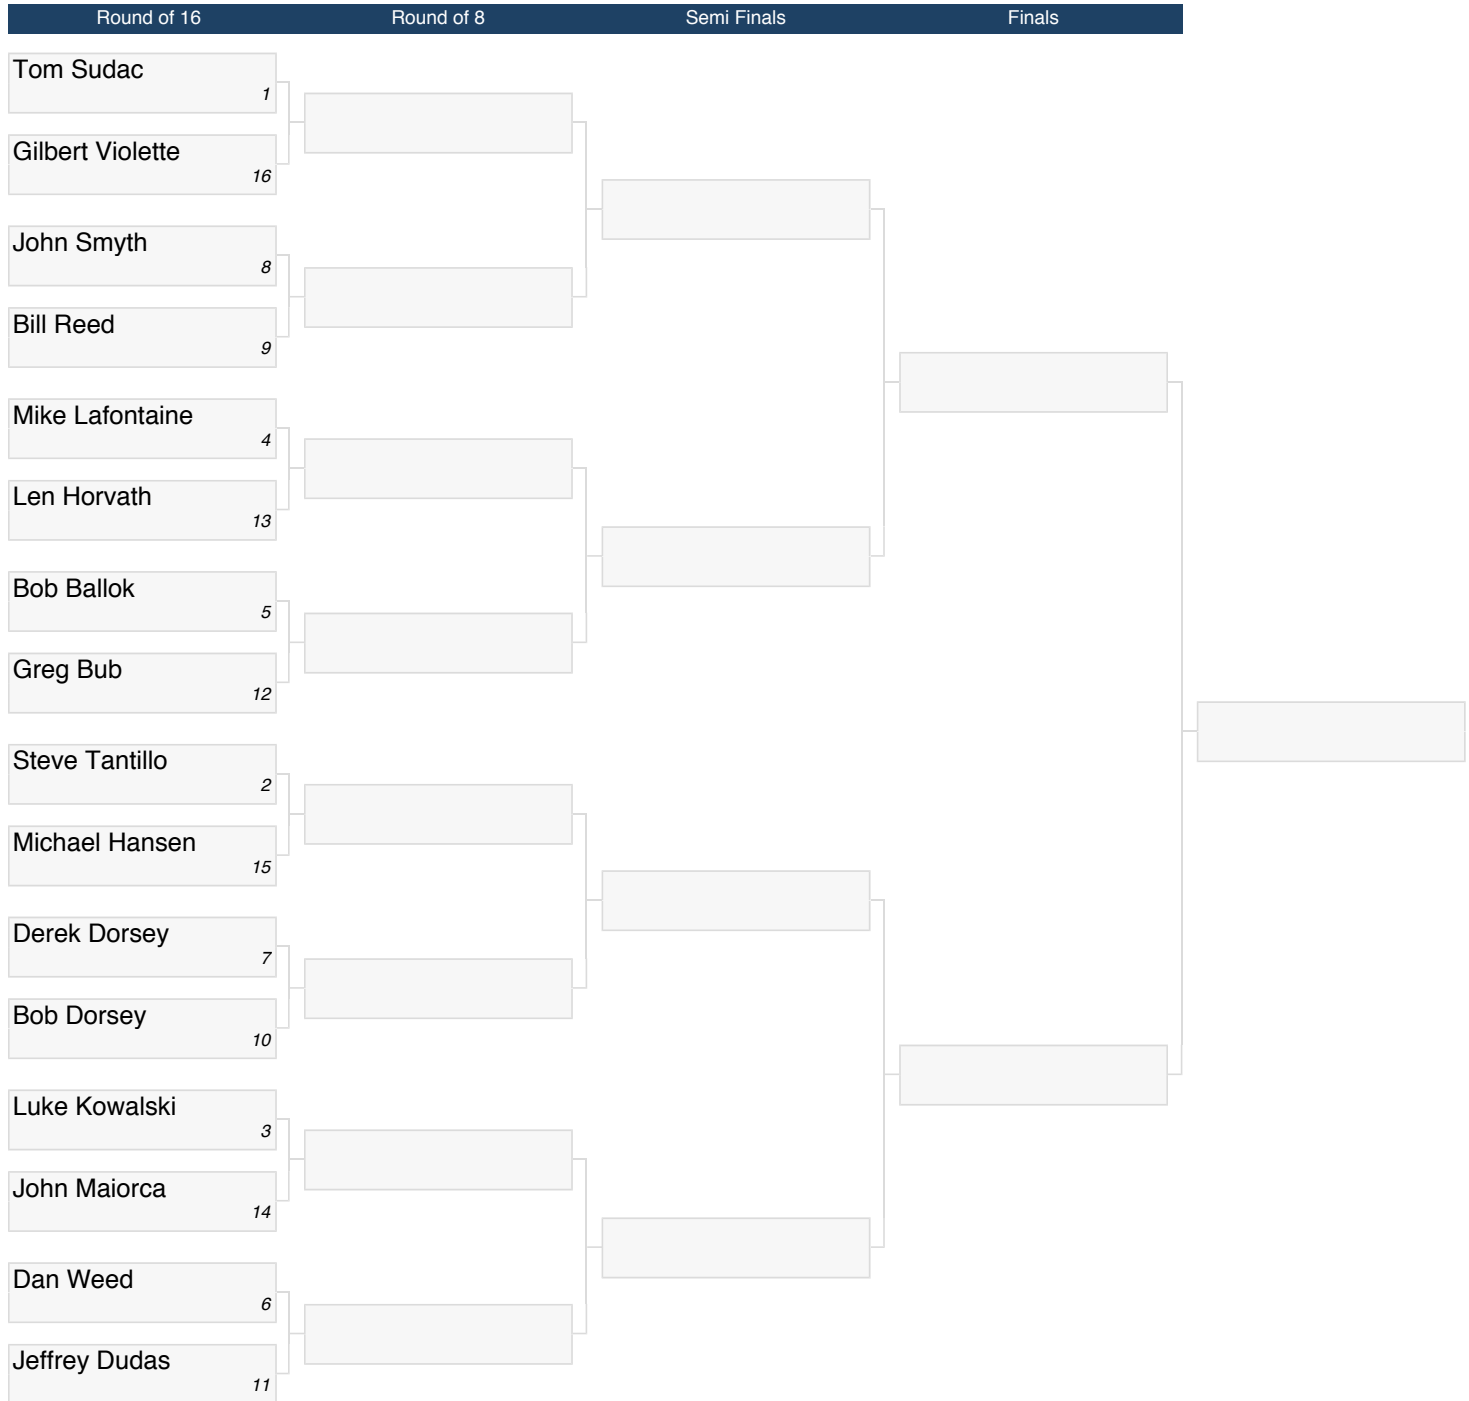 Round of 16 Round of 8 Semi Finals Finals
Tom Sudac
1
Gilbert Violette
16
John Smyth
8
Bill Reed
9
Mike Lafontaine
4
Len Horvath
13
Bob Ballok
5
Greg Bub
12
Steve Tantillo
2
Michael Hansen
15
Derek Dorsey
7
Bob Dorsey
10
Luke Kowalski
3
John Maiorca
14
Dan Weed
6
Jeffrey Dudas
11